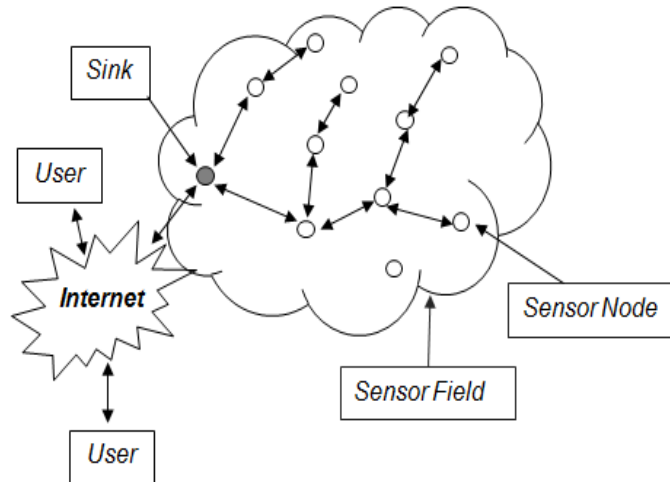 Sink
User
Internet
Sensor Node
Sensor Field
User